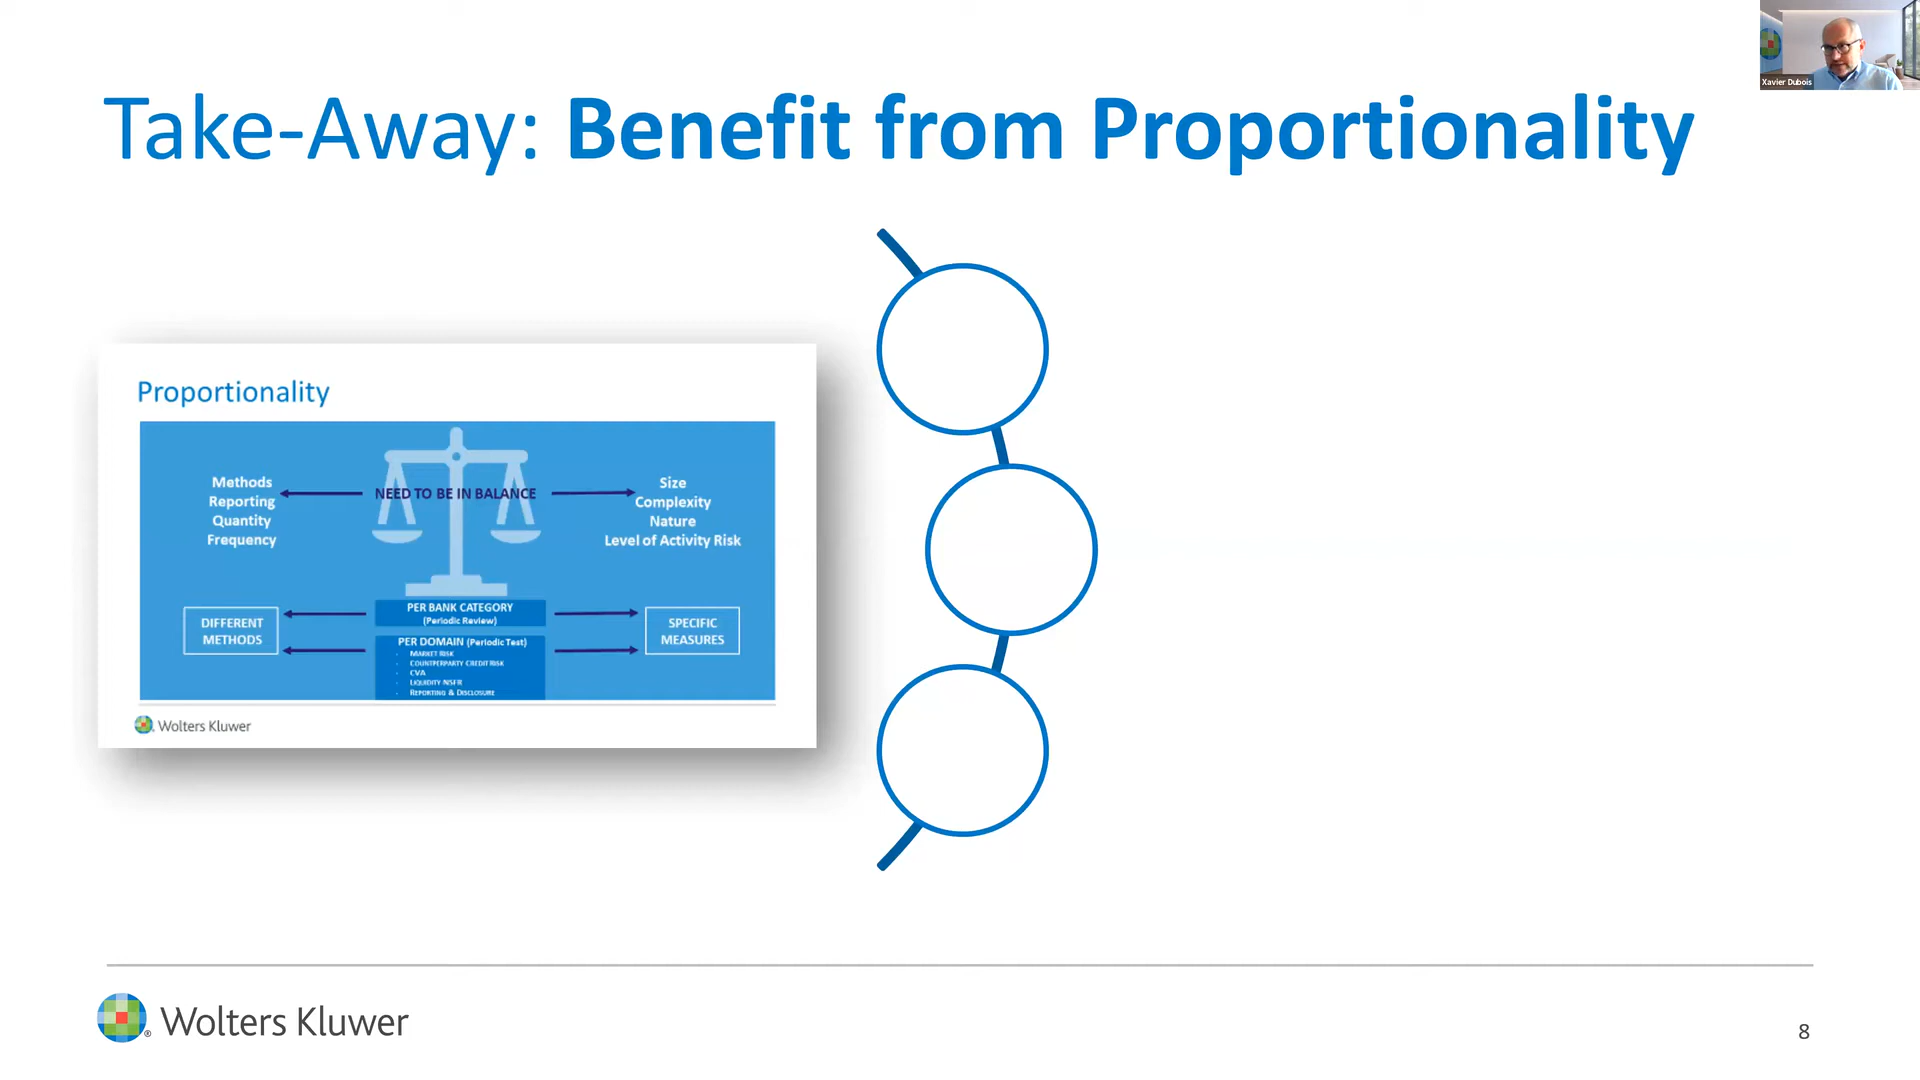 Xavier Dubois
Take-Away: Benefit from Proportionality
Proportionality
Methods
Reporting
Quantity
Frequency
NEED TO BE IN BALANCE
Size
Complexity
Nature
Level of Activity Risk
DIFFERENT
METHODS
PER BANK CATEGORY
(Periodic Review)
PER DOMAIN (Periodic Test)
- MARKET RISK
- COUNTERPARTY CREDIT RISK
- CVA
- LIQUIDITY NSFR
- REPORTING & DISCLOSURE
SPECIFIC
MEASURES
Wolters Kluwer
Wolters Kluwer
8